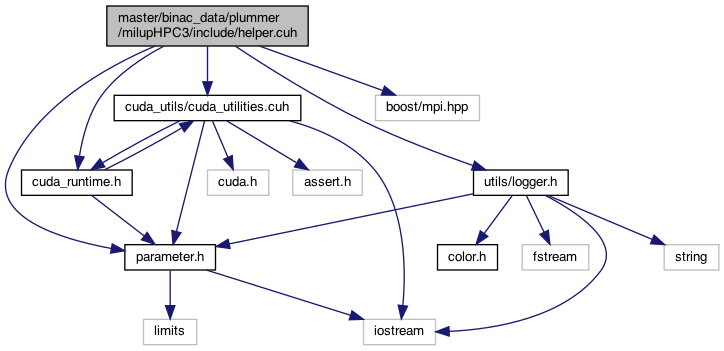 master/binac_data/plummer
/milupHPC3/include/helper.cuh
cuda_utils/cuda_utilities.cuh
boost/mpi.hpp
cuda_runtime.h
cuda.h
assert.h
utils/logger.h
parameter.h
color.h
fstream
string
limits
iostream